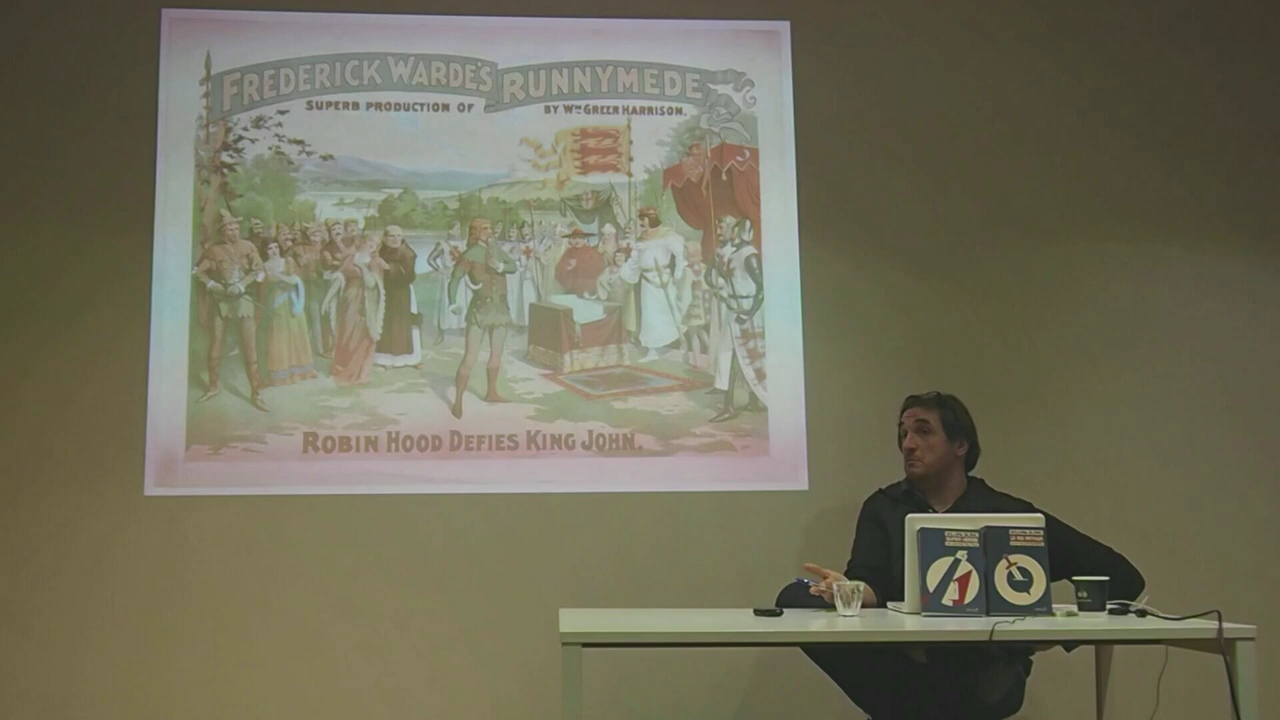 FREDERICK WARDE'S RUNNYMEDE
SUPERB PRODUCTION OF BY WM GREER HARRISON.
ROBIN HOOD DEFIES KING JOHN.